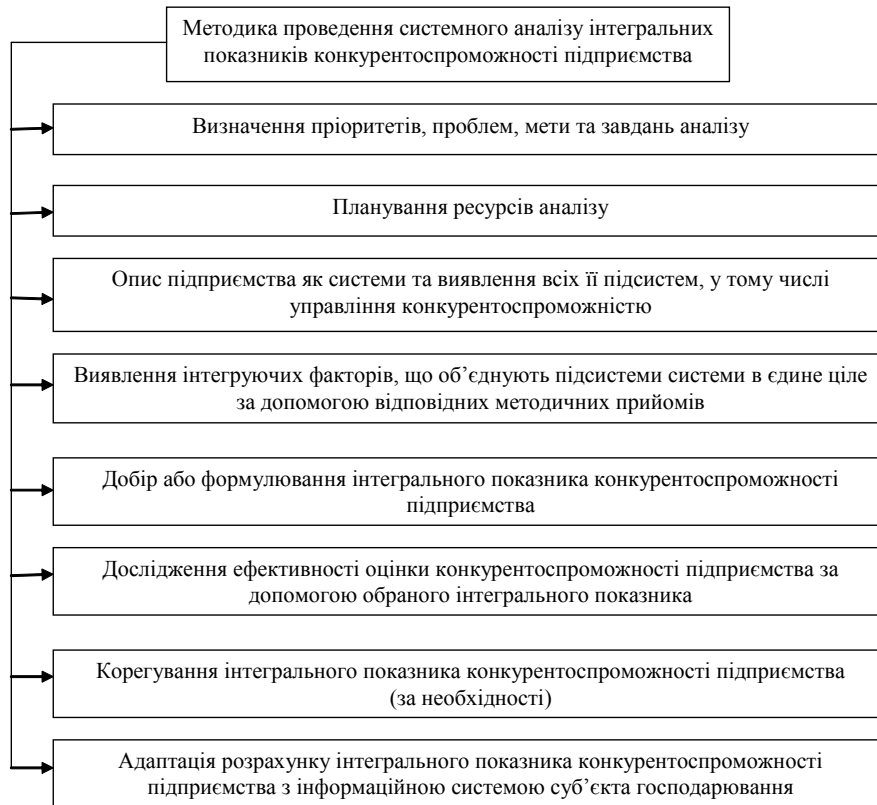 Методика проведення системного аналізу інтегральних
показників конкурентоспроможності підприємства
Визначення пріоритетів, проблем, мети та завдань аналізу
Планування ресурсів аналізу
Опис підприємства як системи та виявлення всіх її підсистем, у тому числі
управління конкурентоспроможністю
Виявлення інтегруючих факторів, що об’єднують підсистеми системи в єдине ціле
за допомогою відповідних методичних прийомів
Добір або формулювання інтегрального показника конкурентоспроможності
підприємства
Дослідження ефективності оцінки конкурентоспроможності підприємства за
допомогою обраного інтегрального показника
Корегування інтегрального показника конкурентоспроможності підприємства
(за необхідності)
Адаптація розрахунку інтегрального показника конкурентоспроможності
підприємства з інформаційною системою суб’єкта господарювання